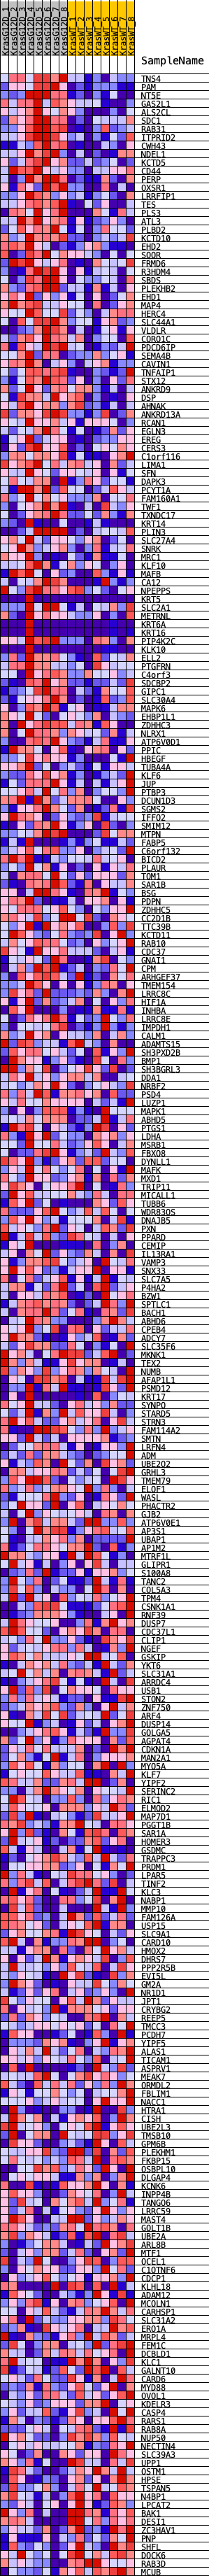 KrasG12D_1
KrasG12D_2
KrasG12D_3
KrasG12D_4
KrasG12D_5
KrasG12D_6
KrasG12D_7
KrasG12D_8
KrasWT_1
KrasWT_2
KrasWT_3
KrasWT_4
KrasWT_5
KrasWT_6
KrasWT_7
KrasWT_8
SampleName
TNS4
PAM
NT5E
GAS2L1
ALS2CL
SDC1
RAB31
ITPRID2
CWH43
NDEL1
KCTD5
CD44
PERP
OXSR1
LRRFIP1
TES
PLS3
ATL3
PLBD2
KCTD10
EHD2
SQOR
FRMD6
R3HDM4
SBDS
PLEKHB2
EHD1
MAP4
HERC4
SLC44A1
VLDLR
CORO1C
PDCD6IP
SEMA4B
CAVIN1
TNFAIP1
STX12
ANKRD9
DSP
AHNAK
ANKRD13A
RCAN1
EGLN3
EREG
CERS3
C1orf116
LIMA1
SFN
DAPK3
PCYT1A
FAM160A1
TWF1
TXNDC17
KRT14
PLIN3
SLC27A4
SNRK
MRC1
KLF10
MAFB
CA12
NPEPPS
KRT5
SLC2A1
METRNL
KRT6A
KRT16
PIP4K2C
KLK10
ELL2
PTGFRN
C4orf3
SDCBP2
GIPC1
SLC30A4
MAPK6
EHBP1L1
ZDHHC3
NLRX1
ATP6V0D1
PPIC
HBEGF
TUBA4A
KLF6
JUP
PTBP3
DCUN1D3
SGMS2
IFFO2
SMIM12
MTPN
FABP5
C6orf132
BICD2
PLAUR
TOM1
SAR1B
BSG
PDPN
ZDHHC5
CC2D1B
TTC39B
KCTD11
RAB10
CDC37
GNAI1
CPM
ARHGEF37
TMEM154
LRRC8C
HIF1A
INHBA
LRRC8E
IMPDH1
CALM1
ADAMTS15
SH3PXD2B
BMP1
SH3BGRL3
DDA1
NRBF2
PSD4
LUZP1
MAPK1
ABHD5
PTGS1
LDHA
MSRB1
FBXO8
DYNLL1
MAFK
MXD1
TRIP11
MICALL1
TUBB6
WDR83OS
DNAJB5
PXN
PPARD
CEMIP
IL13RA1
VAMP3
SNX33
SLC7A5
P4HA2
BZW1
SPTLC1
BACH1
ABHD6
CPEB4
ADCY7
SLC35F6
MKNK1
TEX2
NUMB
AFAP1L1
PSMD12
KRT17
SYNPO
STARD5
STRN3
FAM114A2
SMTN
LRFN4
ADM
UBE2Q2
GRHL3
TMEM79
ELOF1
WASL
PHACTR2
GJB2
ATP6V0E1
AP3S1
UBAP1
AP1M2
MTRF1L
GLIPR1
S100A8
TANC2
COL5A3
TPM4
CSNK1A1
RNF39
DUSP7
CDC37L1
CLIP1
NGEF
GSKIP
YKT6
SLC31A1
ARRDC4
USB1
STON2
ZNF750
ARF4
DUSP14
GOLGA5
AGPAT4
CDKN1A
MAN2A1
MYO5A
KLF7
YIPF2
SERINC2
RIC1
ELMOD2
MAP7D1
PGGT1B
SAR1A
HOMER3
GSDMC
TRAPPC3
PRDM1
LPAR5
TINF2
KLC3
NABP1
MMP10
FAM126A
USP15
SLC9A1
CARD10
HMOX2
DHRS7
PPP2R5B
EVI5L
GM2A
NR1D1
JPT1
CRYBG2
REEP5
TMCC3
PCDH7
YIPF5
ALAS1
TICAM1
ASPRV1
MEAK7
ORMDL2
FBLIM1
NACC1
HTRA1
CISH
UBE2L3
TMSB10
GPM6B
PLEKHM1
FKBP15
OSBPL10
DLGAP4
KCNK6
INPP4B
TANGO6
LRRC59
MAST4
GOLT1B
UBE2A
ARL8B
MTF1
OCEL1
C1QTNF6
CDCP1
KLHL18
ADAM12
MCOLN1
CARHSP1
SLC31A2
ERO1A
MRPL4
FEM1C
DCBLD1
KLC1
GALNT10
CARD6
MYD88
OVOL1
KDELR3
CASP4
RARS1
RAB8A
NUP50
NECTIN4
SLC39A3
UPP1
OSTM1
HPSE
TSPAN5
N4BP1
LPCAT2
BAK1
DESI1
ZC3HAV1
PNP
SHFL
DOCK6
RAB3D
MCUB